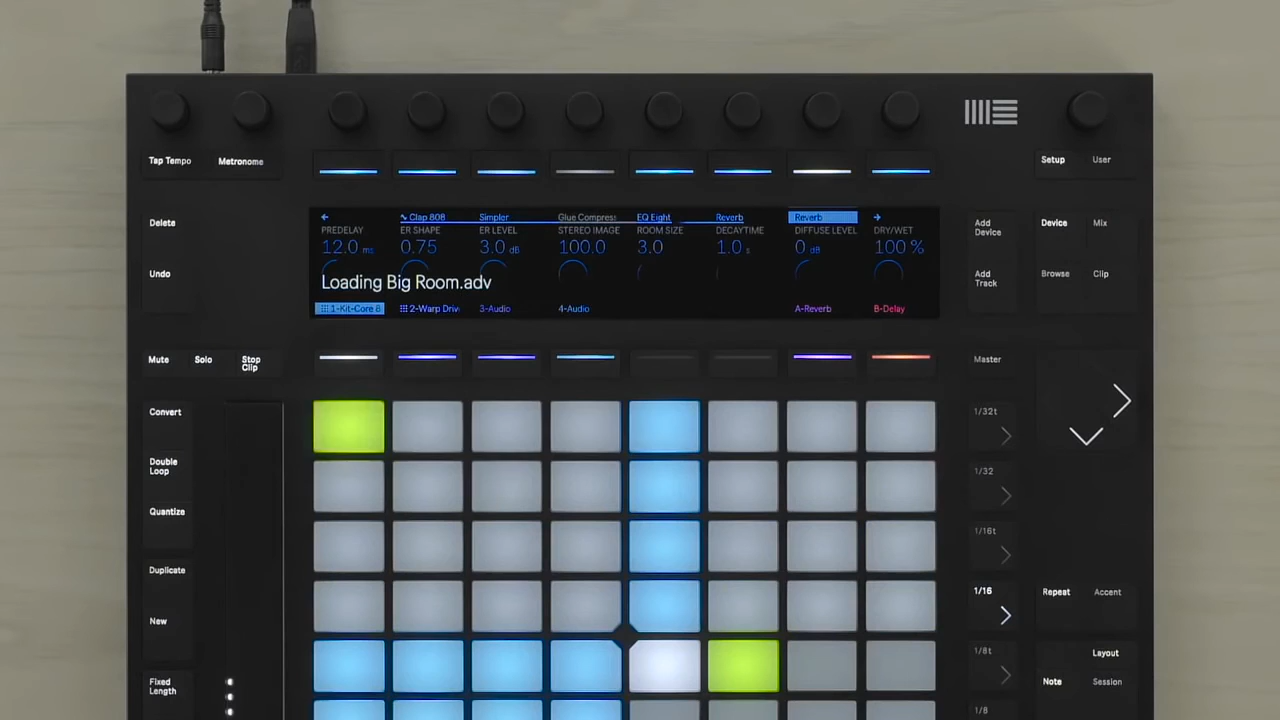 Tap Tempo Metronome Setup User
Delete
Undo
Clap 808 Simpler Glue Compress EQ Eight Reverb Reverb
PREDELAY ER SHAPE ER LEVEL STEREO IMAGE ROOM SIZE DECAYTIME DIFFUSE LEVEL DRY/WET
12.0 ms 0.75 3.0 dB 100.0 3.0 1.0 s 0 dB 100 %
Loading Big Room.adv
1-Kit-Core 8 2-Warp Driv 3-Audio 4-Audio A-Reverb B-Delay
Add Device
Device Mix
Add Track
Browse Clip
Mute Solo Stop Clip
Master
Convert
Double Loop
Quantize
Duplicate
New
Fixed Length
1/32t
1/32
1/16t
1/16
1/8t
1/8
Repeat Accent
Layout
Note Session